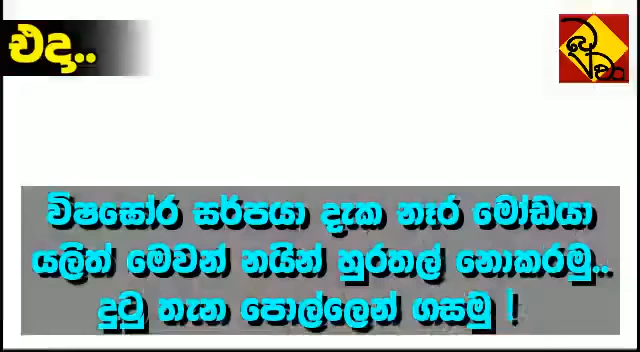 එදා..
විෂඝෝර සර්පයා දැක නෑර මෝඩයා
යලිත් මෙවන් නයින් හුරතල් නොකරමු..
දුටු තැන පොල්ලෙන් ගසමු !